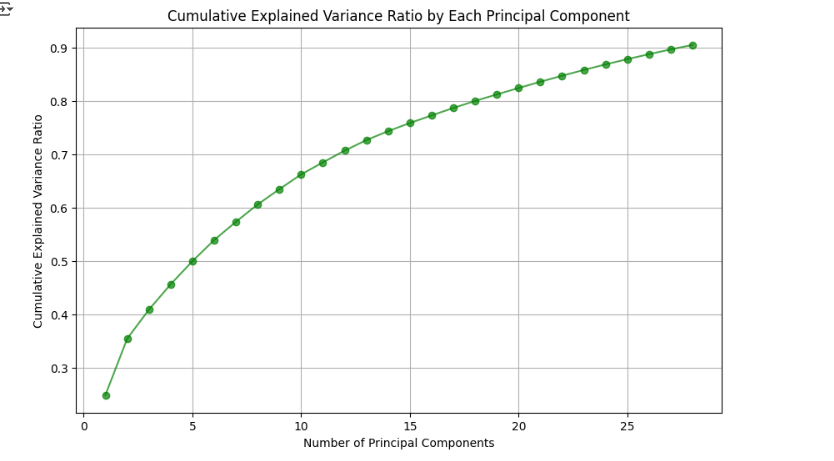 Cumulative Explained Variance Ratio by Each Principal Component
Cumulative Explained Variance Ratio
0.9
0.8
0.7
0.6
0.5
0.4
0.3
0 5 10 15 20 25
Number of Principal Components